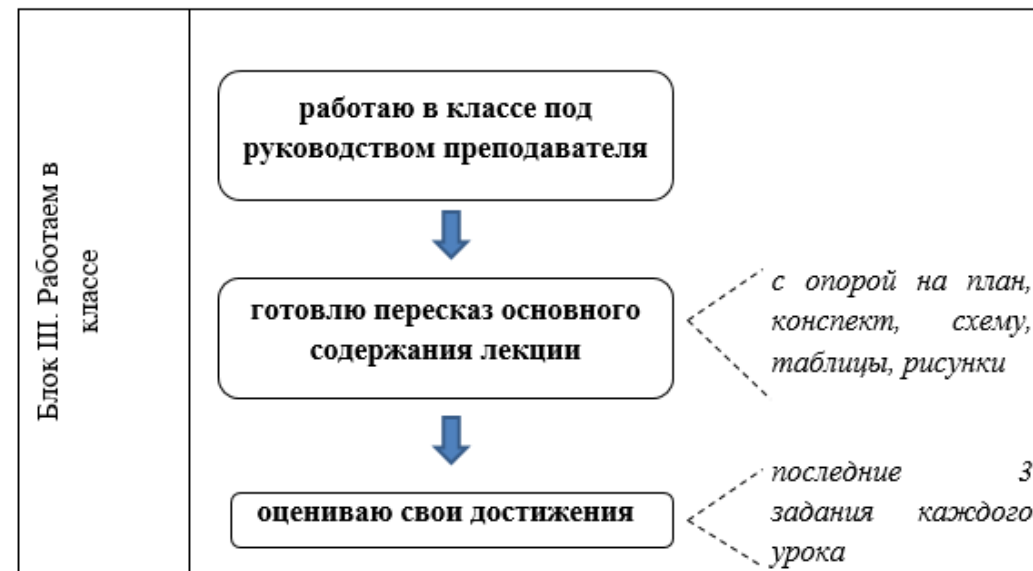 Блок III. Работаем в
классе
работаю в классе под
руководством преподавателя
готовлю пересказ основного
содержания лекции
с опорой на план,
конспект, схему,
таблицы, рисунки
оцениваю свои достижения
последние 3
задания каждого
урока